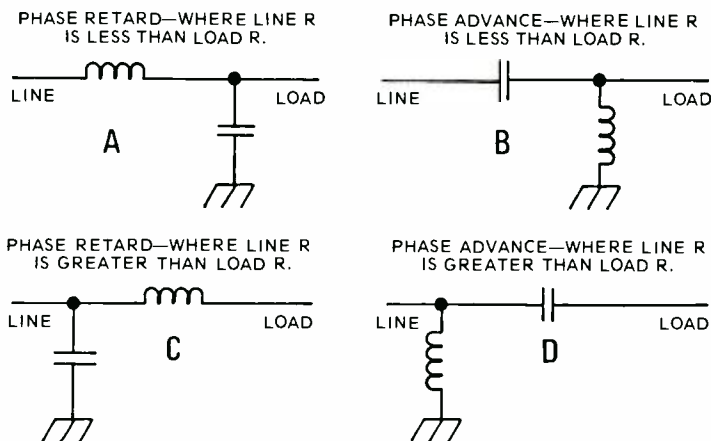 PHASE RETARD—WHERE LINE R
IS LESS THAN LOAD R.
LINE
LOAD
A
PHASE ADVANCE—WHERE LINE R
IS LESS THAN LOAD R.
LINE
LOAD
B
PHASE RETARD—WHERE LINE R
IS GREATER THAN LOAD R.
LINE
LOAD
C
PHASE ADVANCE—WHERE LINE R
IS GREATER THAN LOAD R.
LINE
LOAD
D